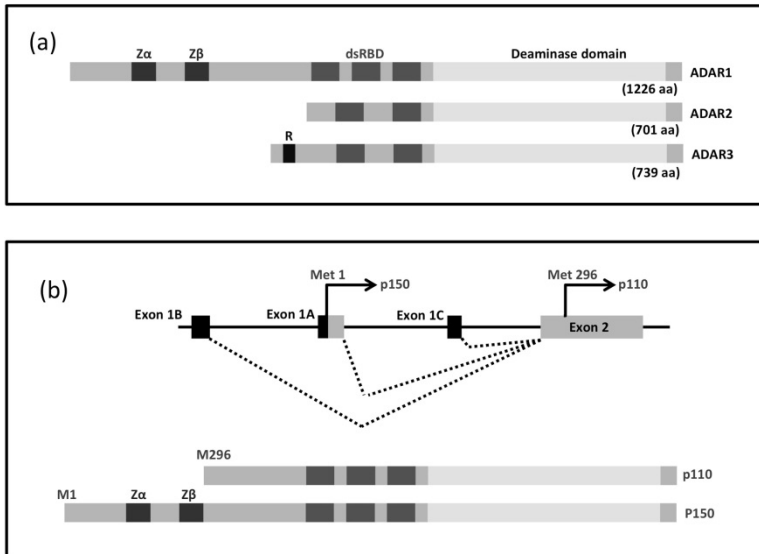 (a)
Zα Zβ dsRBD Deaminase domain
ADAR1
(1226 aa)
ADAR2
(701 aa)
R
ADAR3
(739 aa)
(b)
Met 1 Met 296
p150 p110
Exon 1B Exon 1A Exon 1C
Exon 2
M296
p110
M1 Zα Zβ
P150